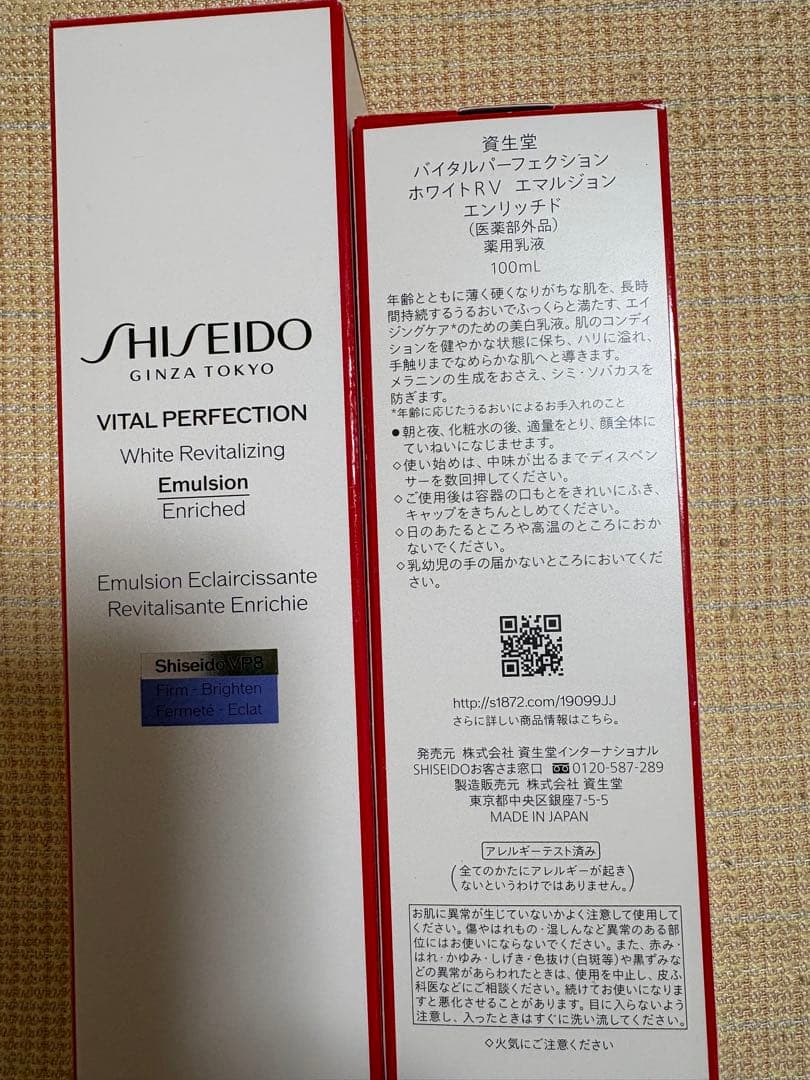 SHISEIDO
GINZA TOKYO
VITAL PERFECTION
White Revitalizing
Emulsion
Enriched
Emulsion Eclaircissante
Revitalisante Enrichie
Shiseido VP8
Firm - Brighten
Fermeté - Eclat
資生堂
バイタルパーフェクション
ホワイトRV エマルジョン
エンリッチド
(医薬部外品)
薬用乳液
100mL
年齢とともに薄く硬くなりがちな肌を、長時
間持続するうるおいでふっくらと満たす、エイ
ジングケア*のための美白乳液。肌のコンディ
ションを健やかな状態に保ち、ハリに溢れ、
手触りまでなめらかな肌へと導きます。
メラニンの生成をおさえ、シミ・ソバカスを
防ぎます。
*年齢に応じたうるおいによるお手入れのこと
●朝と夜、化粧水の後、適量をとり、顔全体に
ていねいになじませます。
◇使い始めは、中味が出るまでディスペン
サーを数回押してください。
◇ご使用後は容器の口もとをきれいにふき、
キャップをきちんとしめてください。
◇日のあたるところや高温のところにおか
ないでください。
◇乳幼児の手の届かないところにおいてくだ
さい。
http://s1872.com/19099JJ
さらに詳しい商品情報はこちら。
発売元 株式会社 資生堂インターナショナル
SHISEIDOお客さま窓口 0120-587-289
製造販売元 株式会社 資生堂
東京都中央区銀座7-5-5
MADE IN JAPAN
アレルギーテスト済み
(全てのかたにアレルギーが起き
ないというわけではありません。)
お肌に異常が生じていないかよく注意して使用して
ください。傷やはれもの・湿しんなど異常のある部
位にはお使いにならないでください。また、赤み・
はれ・かゆみ・しげき・色抜け(白斑等)や黒ずみな
どの異常があらわれたときは、使用を中止し、皮ふ
科医などにご相談ください。続けてお使いになりま
すと悪化させることがあります。目に入らないよう
注意し、入ったときはすぐに洗い流してください。
◇火気にご注意ください